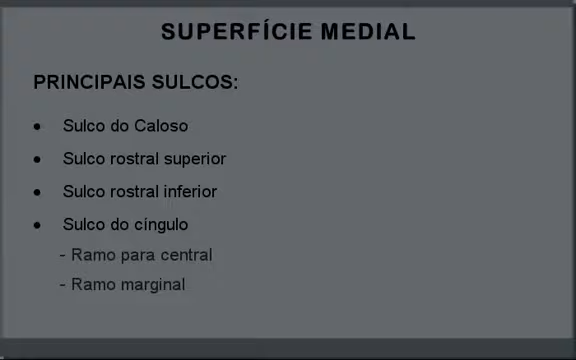 SUPERFÍCIE MEDIAL
PRINCIPAIS SULCOS:
• Sulco do Caloso
• Sulco rostral superior
• Sulco rostral inferior
• Sulco do cíngulo
- Ramo para central
- Ramo marginal